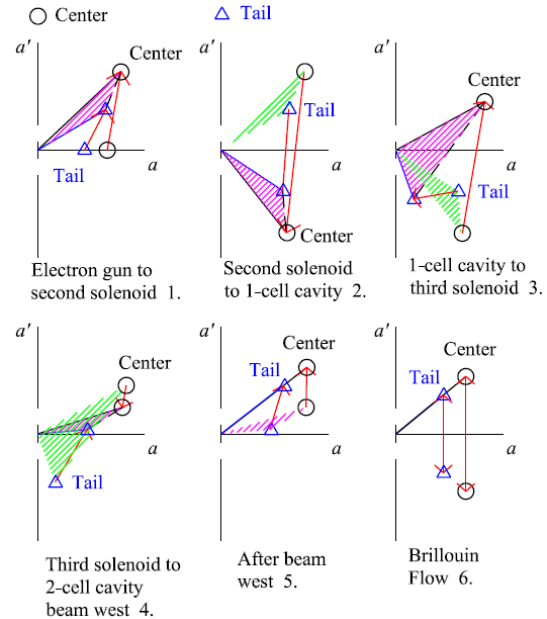 Center
Tail
a'
Center
Tail
a
Electron gun to
second solenoid 1.
a'
Tail
a
Center
Second solenoid
to 1-cell cavity 2.
a'
Center
Tail
a
1-cell cavity to
third solenoid 3.
a'
Center
a
Tail
Third solenoid to
2-cell cavity
beam west 4.
a'
Center
Tail
a
After beam
west 5.
a'
Center
Tail
a
Brillouin
Flow 6.